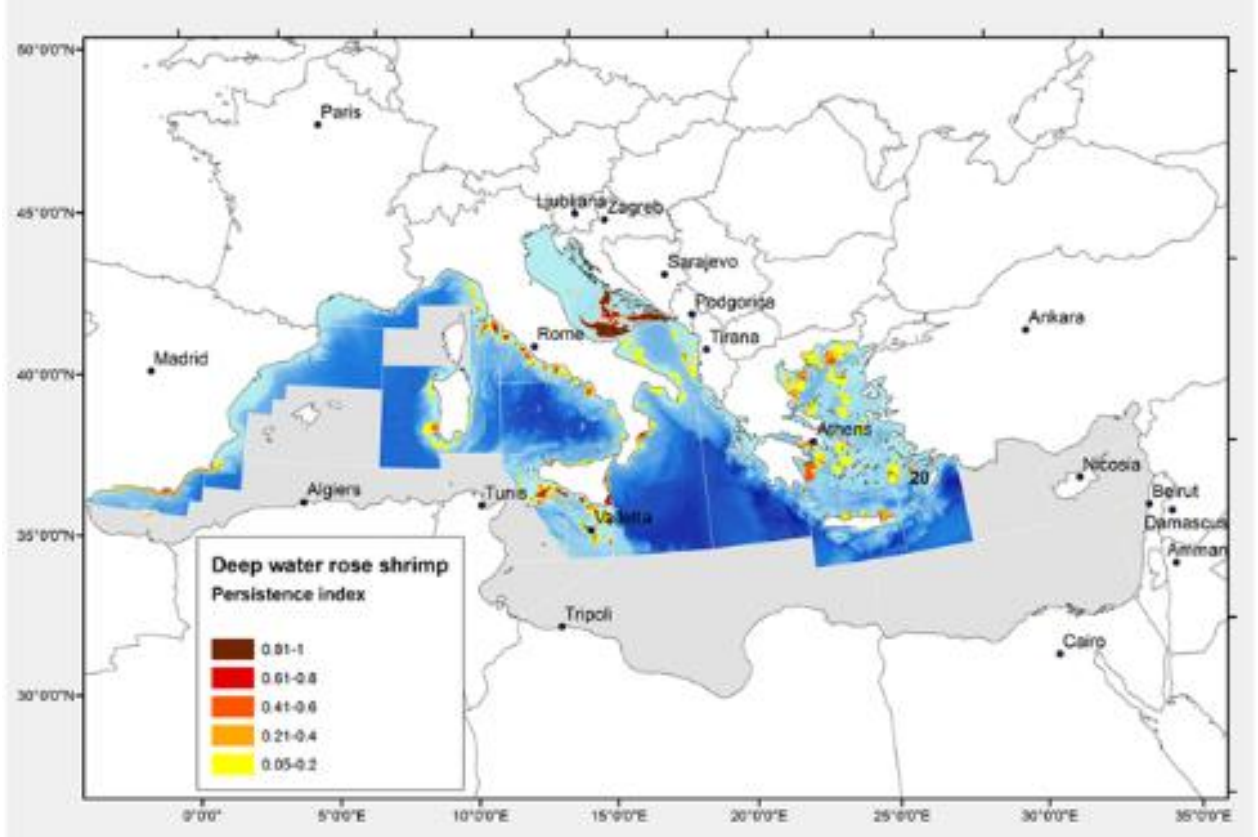 50°0'0"N
Paris
45°0'0"N
Ljubljana
Zagreb
Sarajevo
Podgorica
Ankara
Rome
Tirana
Madrid
40°0'0"N
Athens
Nicosia
20
Algiers
Tunis
Beirut
Valletta
Damascus
35°0'0"N
Amman
Deep water rose shrimp
Persistence index
Tripoli
Cairo
0.81-1
0.61-0.8
30°0'0"N
0.41-0.6
0.21-0.4
0.05-0.2
0°0'0" 5°0'0"E 10°0'0"E 15°0'0"E 20°0'0"E 25°0'0"E 30°0'0"E 35°0'0"E